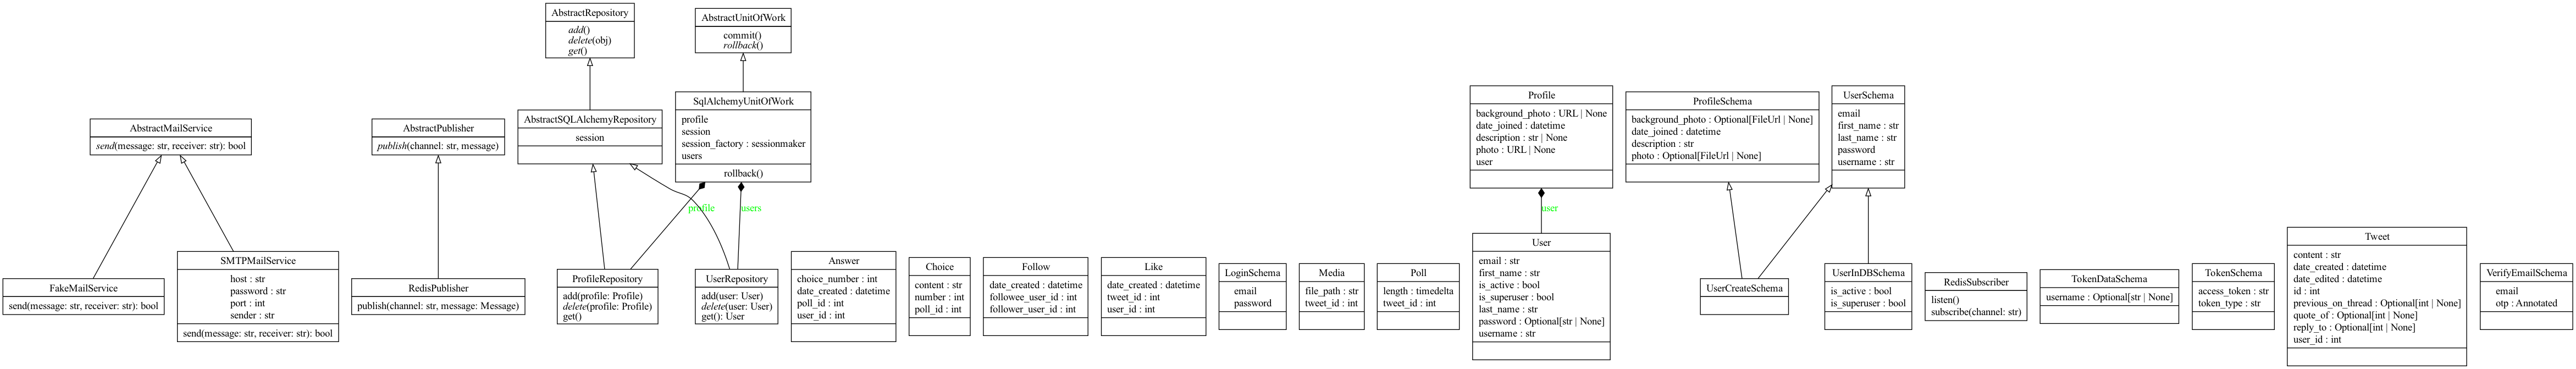 AbstractRepository
add()
delete(obj)
get()
AbstractUnitOfWork
commit()
rollback()
AbstractMailService
send(message: str, receiver: str): bool
AbstractPublisher
publish(channel: str, message)
AbstractSQLAlchemyRepository
session
SqlAlchemyUnitOfWork
profile
session
session_factory : sessionmaker
users
rollback()
Profile
background_photo : URL | None
date_joined : datetime
description : str | None
photo : URL | None
user
ProfileSchema
background_photo : Optional[FileUrl | None]
date_joined : datetime
description : str
photo : Optional[FileUrl | None]
UserSchema
email
first_name : str
last_name : str
password
username : str
profile
users
user
FakeMailService
send(message: str, receiver: str): bool
SMTPMailService
host : str
password : str
port : int
sender : str
send(message: str, receiver: str): bool
RedisPublisher
publish(channel: str, message: Message)
ProfileRepository
add(profile: Profile)
delete(profile: Profile)
get()
UserRepository
add(user: User)
delete(user: User)
get(): User
Answer
choice_number : int
date_created : datetime
poll_id : int
user_id : int
Choice
content : str
number : int
poll_id : int
Follow
date_created : datetime
followee_user_id : int
follower_user_id : int
Like
date_created : datetime
tweet_id : int
user_id : int
LoginSchema
email
password
Media
file_path : str
tweet_id : int
Poll
length : timedelta
tweet_id : int
User
email : str
first_name : str
is_active : bool
is_superuser : bool
last_name : str
password : Optional[str | None]
username : str
UserCreateSchema
UserInDBSchema
is_active : bool
is_superuser : bool
RedisSubscriber
listen()
subscribe(channel: str)
TokenDataSchema
username : Optional[str | None]
TokenSchema
access_token : str
token_type : str
Tweet
content : str
date_created : datetime
date_edited : datetime
id : int
previous_on_thread : Optional[int | None]
quote_of : Optional[int | None]
reply_to : Optional[int | None]
user_id : int
VerifyEmailSchema
email
otp : Annotated